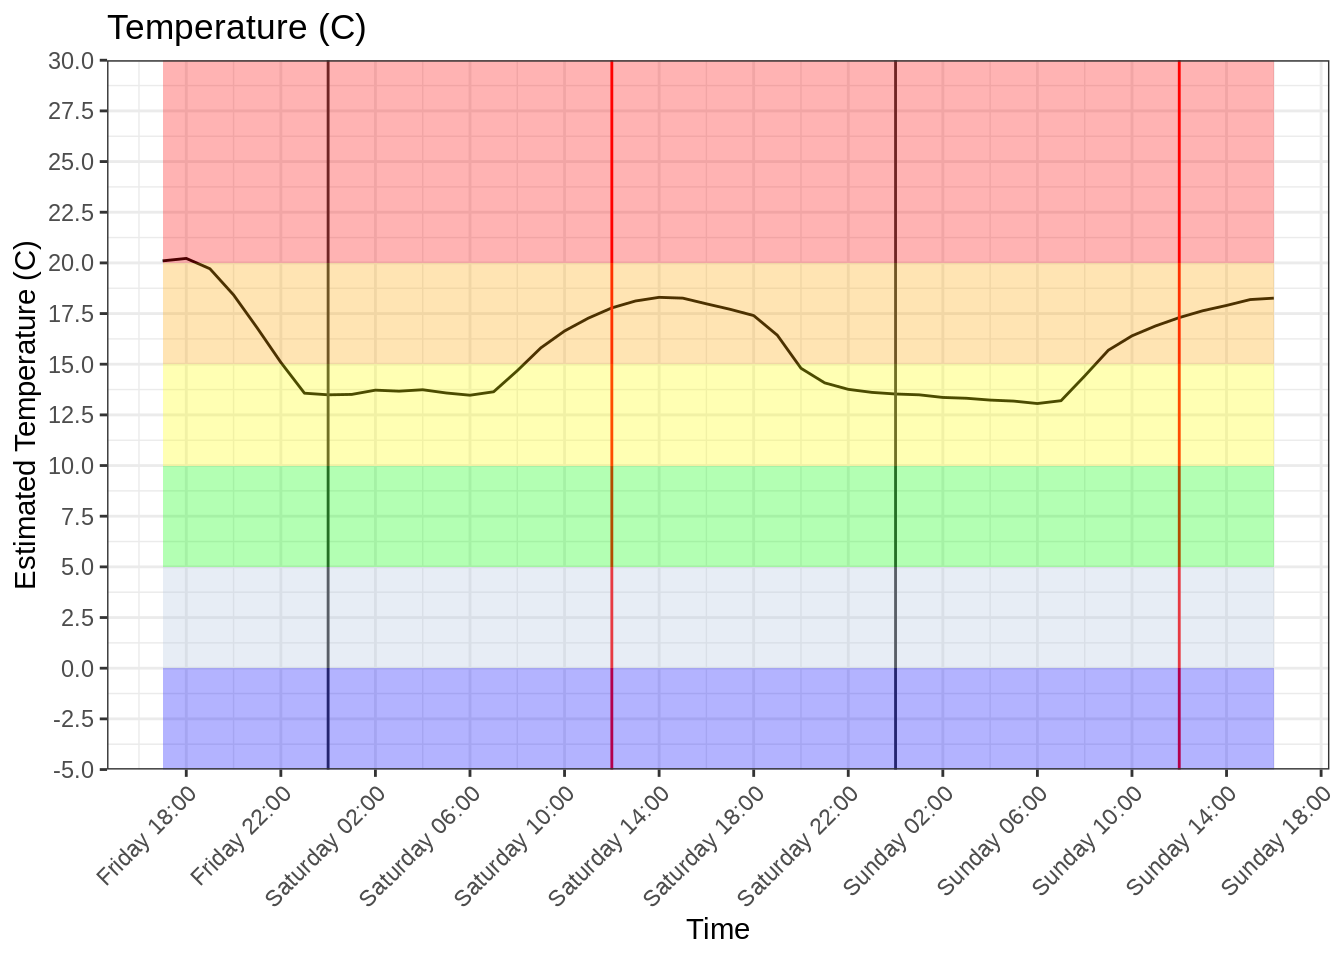 Temperature (C)
30.0
27.5
25.0
22.5
20.0
17.5
15.0
12.5
10.0
7.5
5.0
2.5
0.0
-2.5
-5.0
Estimated Temperature (C)
Friday 18:00
Friday 22:00
Saturday 02:00
Saturday 06:00
Saturday 10:00
Saturday 14:00
Saturday 18:00
Saturday 22:00
Sunday 02:00
Sunday 06:00
Sunday 10:00
Sunday 14:00
Sunday 18:00
Time